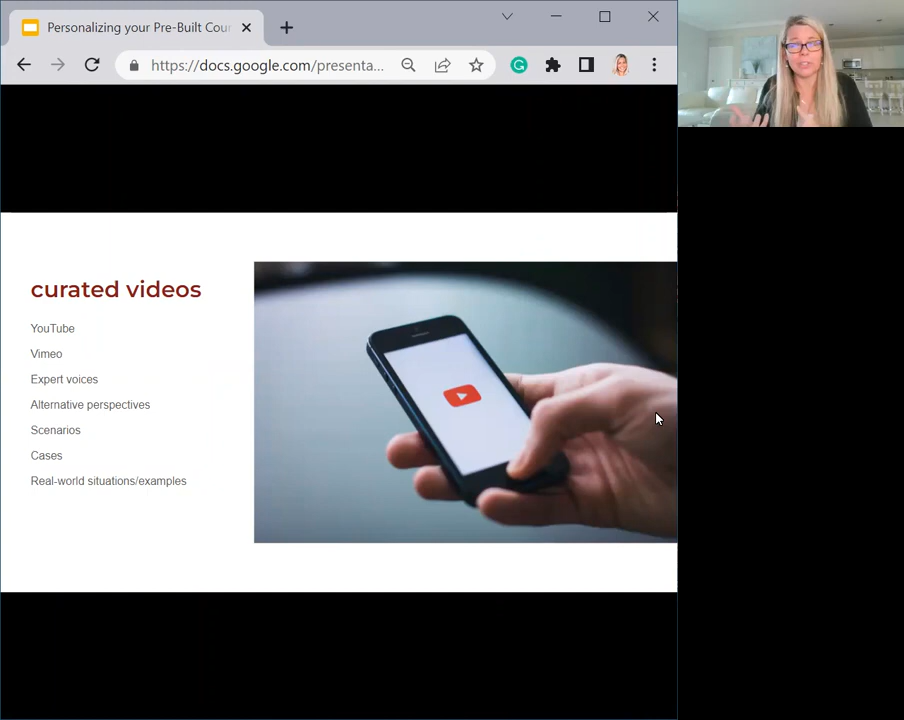 Personalizing your Pre-Built Cour
https://docs.google.com/presenta...
curated videos
YouTube
Vimeo
Expert voices
Alternative perspectives
Scenarios
Cases
Real-world situations/examples